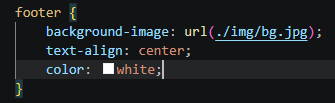 footer {
background-image: url(./img/bg.jpg);
text-align: center;
color: white;
}